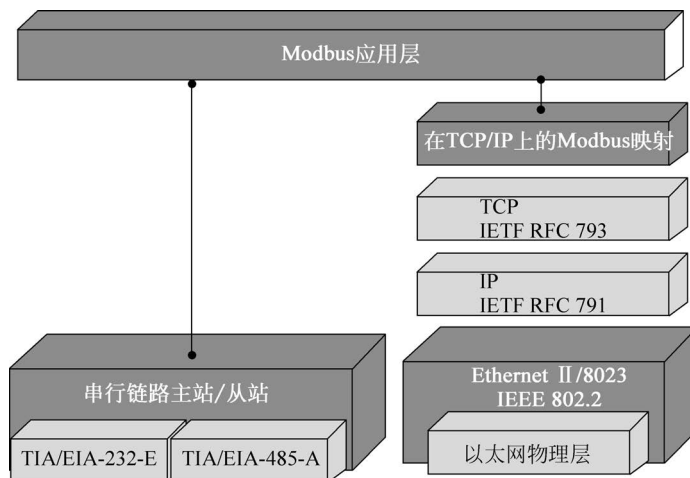 Modbus应用层
在TCP/IP上的Modbus映射
TCP
IETF RFC 793
IP
IETF RFC 791
串行链路主站/从站
TIA/EIA-232-E
TIA/EIA-485-A
Ethernet Ⅱ/8023
IEEE 802.2
以太网物理层